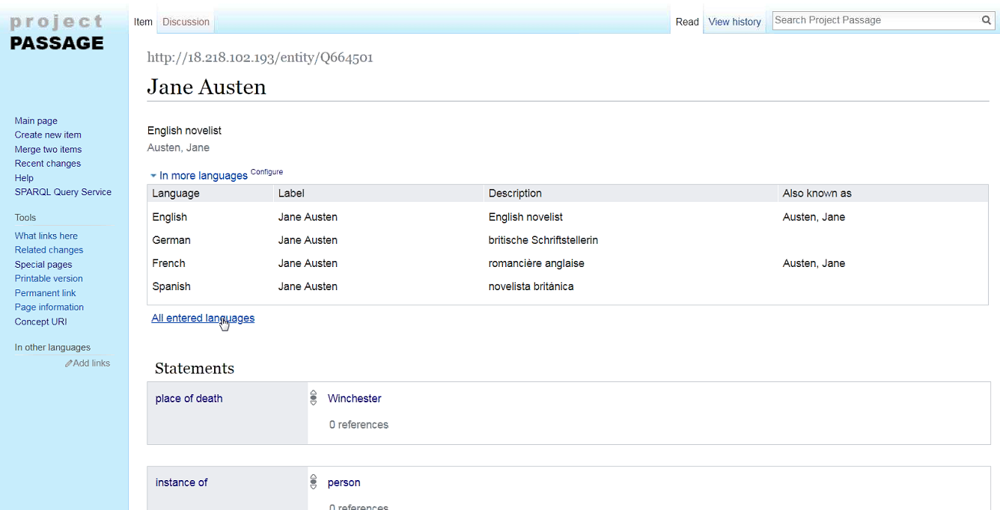 project
PASSAGE
Item Discussion Read View history Search Project Passage
http://18.218.102.193/entity/Q664501
Jane Austen
English novelist
Austen, Jane
In more languages Configure
Language Label Description Also known as
English Jane Austen English novelist Austen, Jane
German Jane Austen britische Schriftstellerin
French Jane Austen romancière anglaise Austen, Jane
Spanish Jane Austen novelista británica
All entered languages
Statements
place of death Winchester
0 references
instance of person
0 references
Main page
Create new item
Merge two items
Recent changes
Help
SPARQL Query Service
Tools
What links here
Related changes
Special pages
Printable version
Permanent link
Page information
Concept URI
In other languages
Add links